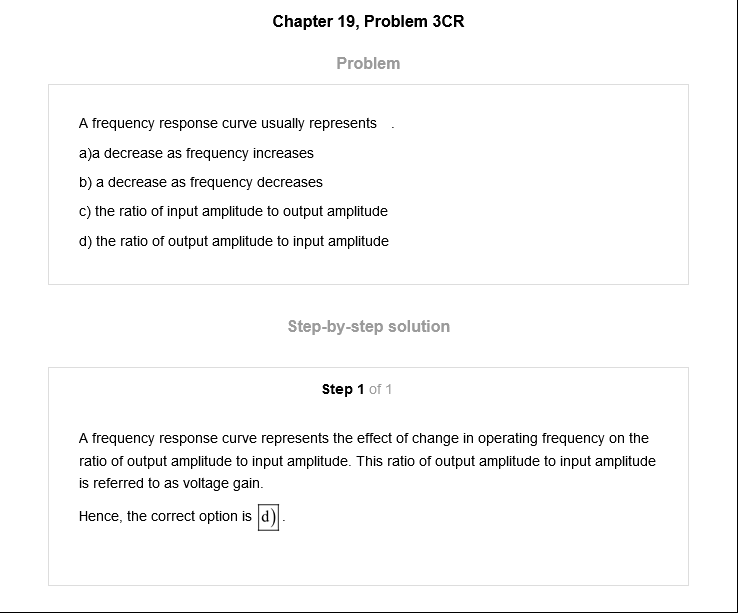 Chapter 19, Problem 3CR
Problem
A frequency response curve usually represents .
a)a decrease as frequency increases
b) a decrease as frequency decreases
c) the ratio of input amplitude to output amplitude
d) the ratio of output amplitude to input amplitude
Step-by-step solution
Step 1 of 1
A frequency response curve represents the effect of change in operating frequency on the
ratio of output amplitude to input amplitude. This ratio of output amplitude to input amplitude
is referred to as voltage gain.
Hence, the correct option is d) .